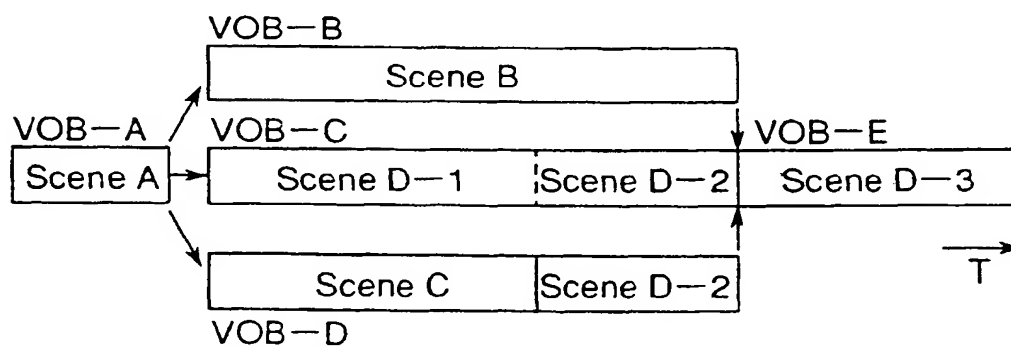 VOB-B
Scene B
VOB-A VOB-C VOB-E
Scene A Scene D-1 Scene D-2 Scene D-3
Scene C Scene D-2
T
VOB-D